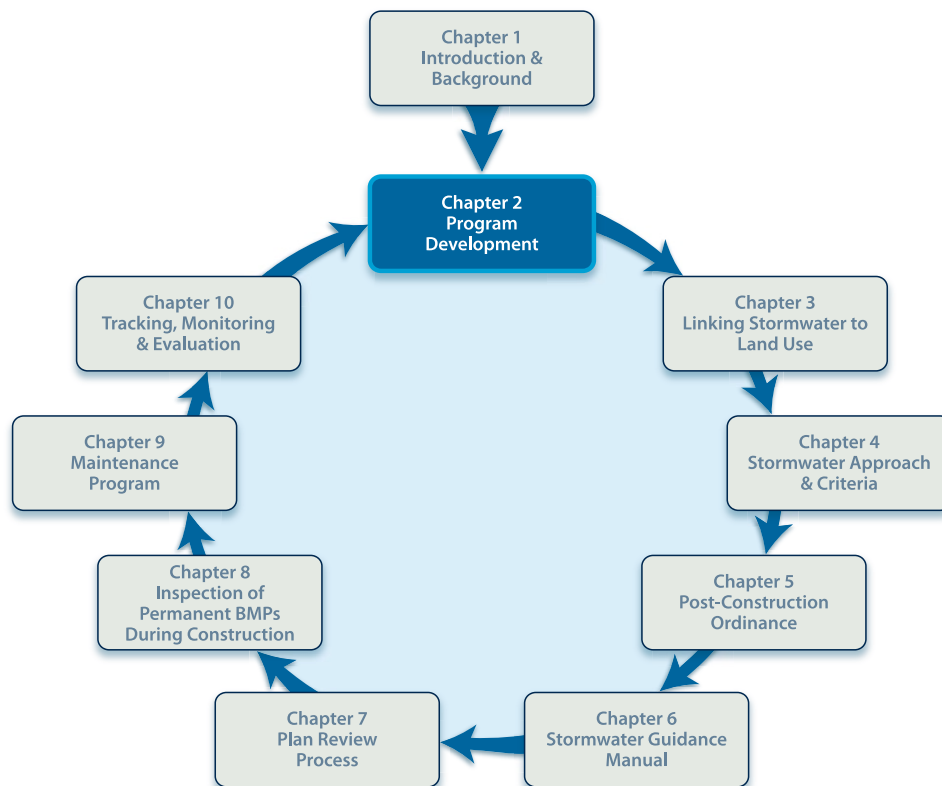 Chapter 1
Introduction &
Background
Chapter 2
Program
Development
Chapter 3
Linking Stormwater to
Land Use
Chapter 4
Stormwater Approach
& Criteria
Chapter 5
Post-Construction
Ordinance
Chapter 6
Stormwater Guidance
Manual
Chapter 7
Plan Review
Process
Chapter 8
Inspection of
Permanent BMPs
During Construction
Chapter 9
Maintenance
Program
Chapter 10
Tracking, Monitoring
& Evaluation